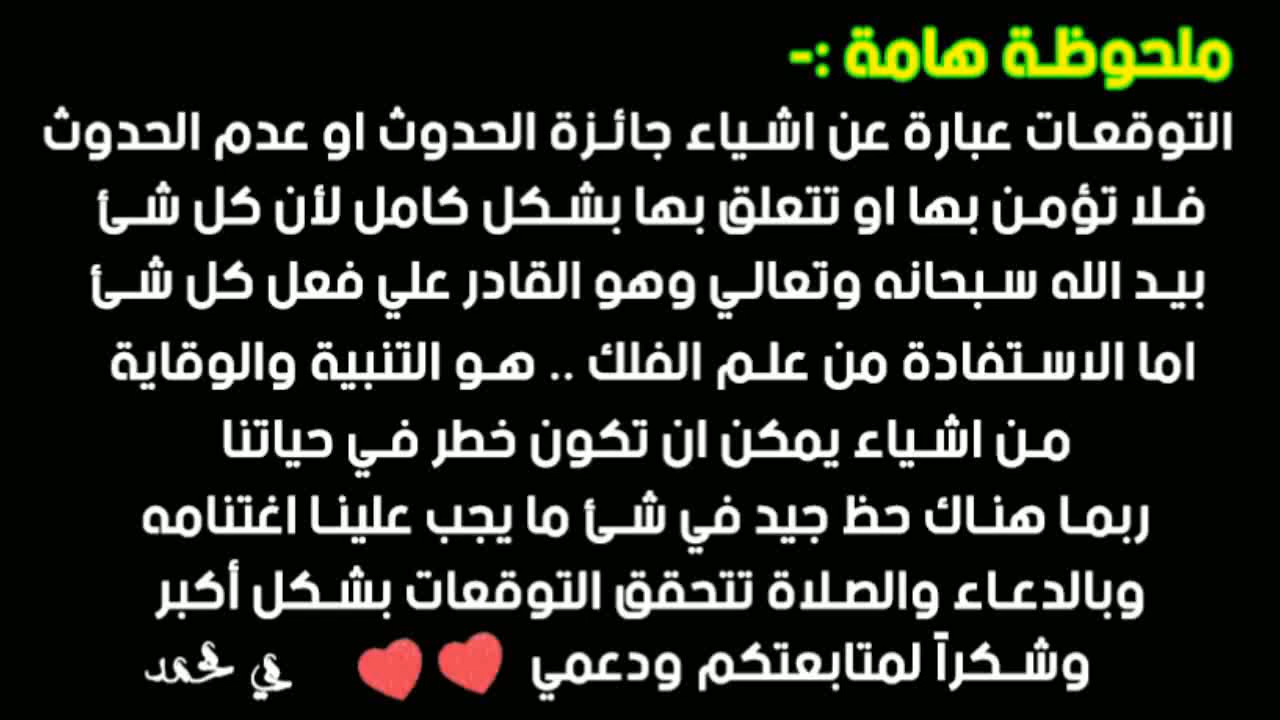 ملحوظة هامة :-
التوقعات عبارة عن اشياء جائزة الحدوث او عدم الحدوث
فلا تؤمن بها او تتعلق بها بشكل كامل لأن كل شئ
بيد الله سبحانه وتعالي وهو القادر علي فعل كل شئ
اما الاستفادة من علم الفلك .. هو التنبية والوقاية
من اشياء يمكن ان تكون خطر في حياتنا
ربما هناك حظ جيد في شئ ما يجب علينا اغتنامه
وبالدعاء والصلاة تتحقق التوقعات بشكل أكبر
وشكراً لمتابعتكم ودعمي ❤❤ مي محمد